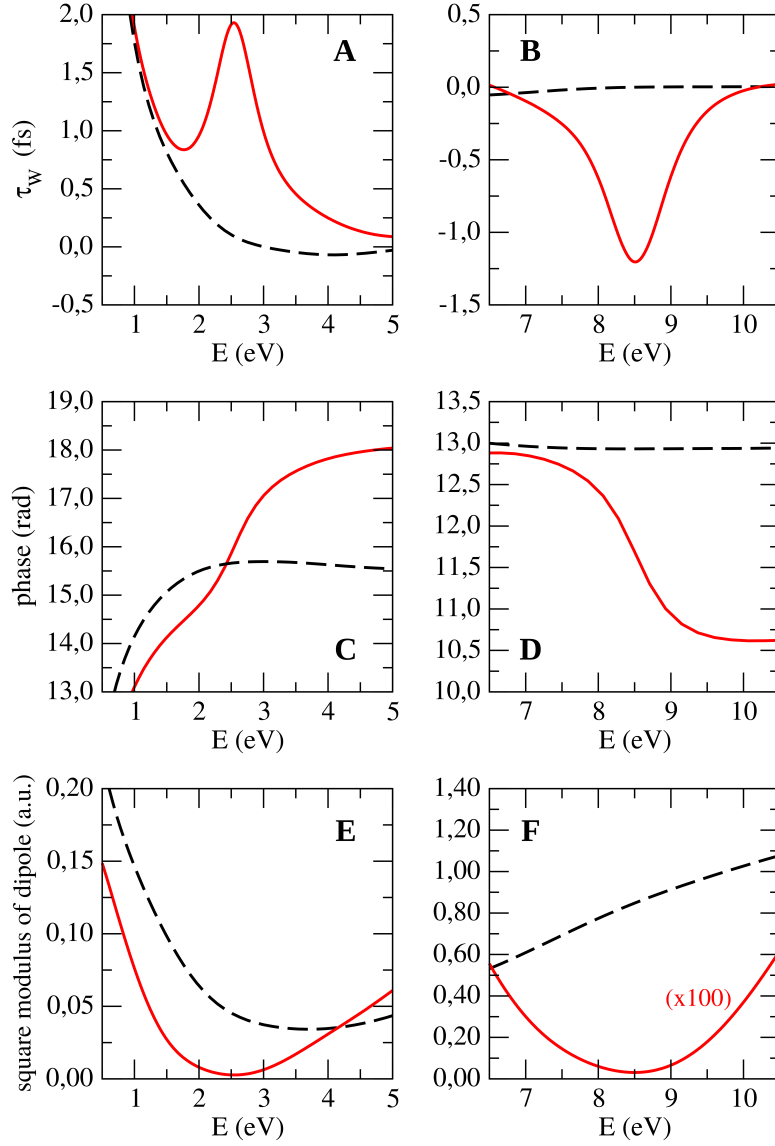 2,0
1,5
1,0
0,5
0,0
-0,5
τW (fs)
A
1 2 3 4 5
E (eV)
0,5
0,0
-0,5
-1,0
-1,5
B
7 8 9 10
E (eV)
19,0
18,0
17,0
16,0
15,0
14,0
13,0
phase (rad)
C
1 2 3 4 5
E (eV)
13,5
13,0
12,5
12,0
11,5
11,0
10,5
10,0
D
7 8 9 10
E (eV)
0,20
0,15
0,10
0,05
0,00
square modulus of dipole (a.u.)
E
1 2 3 4 5
E (eV)
1,40
1,20
1,00
0,80
0,60
0,40
0,20
0,00
F
(x100)
7 8 9 10
E (eV)